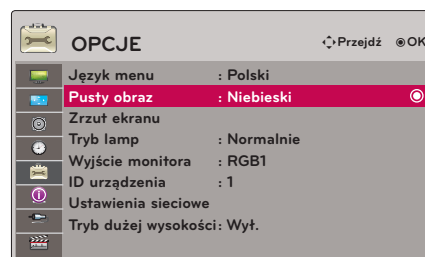 OPCJE Przejdź OK
Język menu : Polski
Pusty obraz : Niebieski
Zrzut ekranu
Tryb lamp : Normalnie
Wyjście monitora : RGB1
ID urządzenia : 1
Ustawienia sieciowe
Tryb dużej wysokości : Wył.